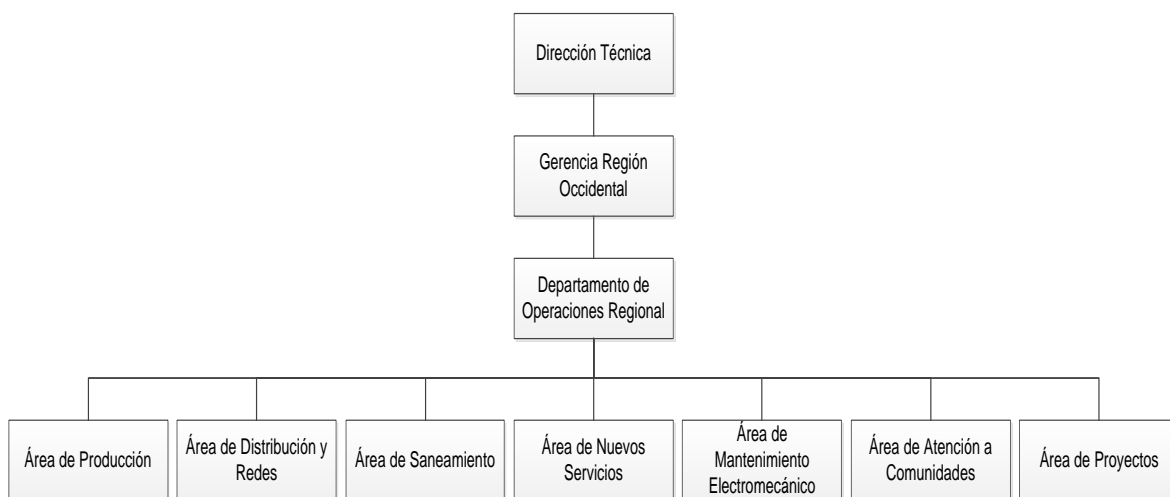 Dirección Técnica
Gerencia Región
Occidental
Departamento de
Operaciones Regional
Área de Producción
Área de Distribución y
Redes
Área de Saneamiento
Área de Nuevos
Servicios
Área de
Mantenimiento
Electromecánico
Área de Atención a
Comunidades
Área de Proyectos